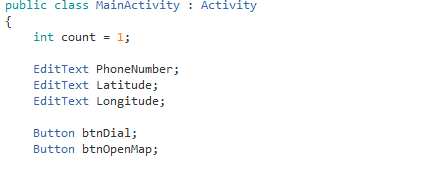 public class MainActivity : Activity
{
int count = 1;
EditText PhoneNumber;
EditText Latitude;
EditText Longitude;
Button btnDial;
Button btnOpenMap;